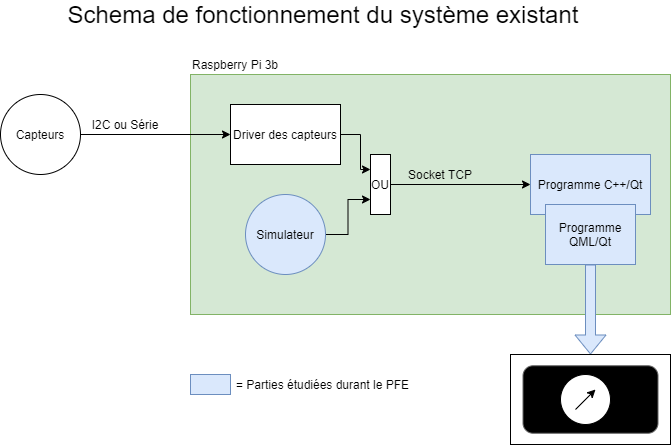 Schema de fonctionnement du système existant
Raspberry Pi 3b
Capteurs
I2C ou Série
Driver des capteurs
OU
Socket TCP
Programme C++/Qt
Simulateur
Programme
QML/Qt
= Parties étudiées durant le PFE